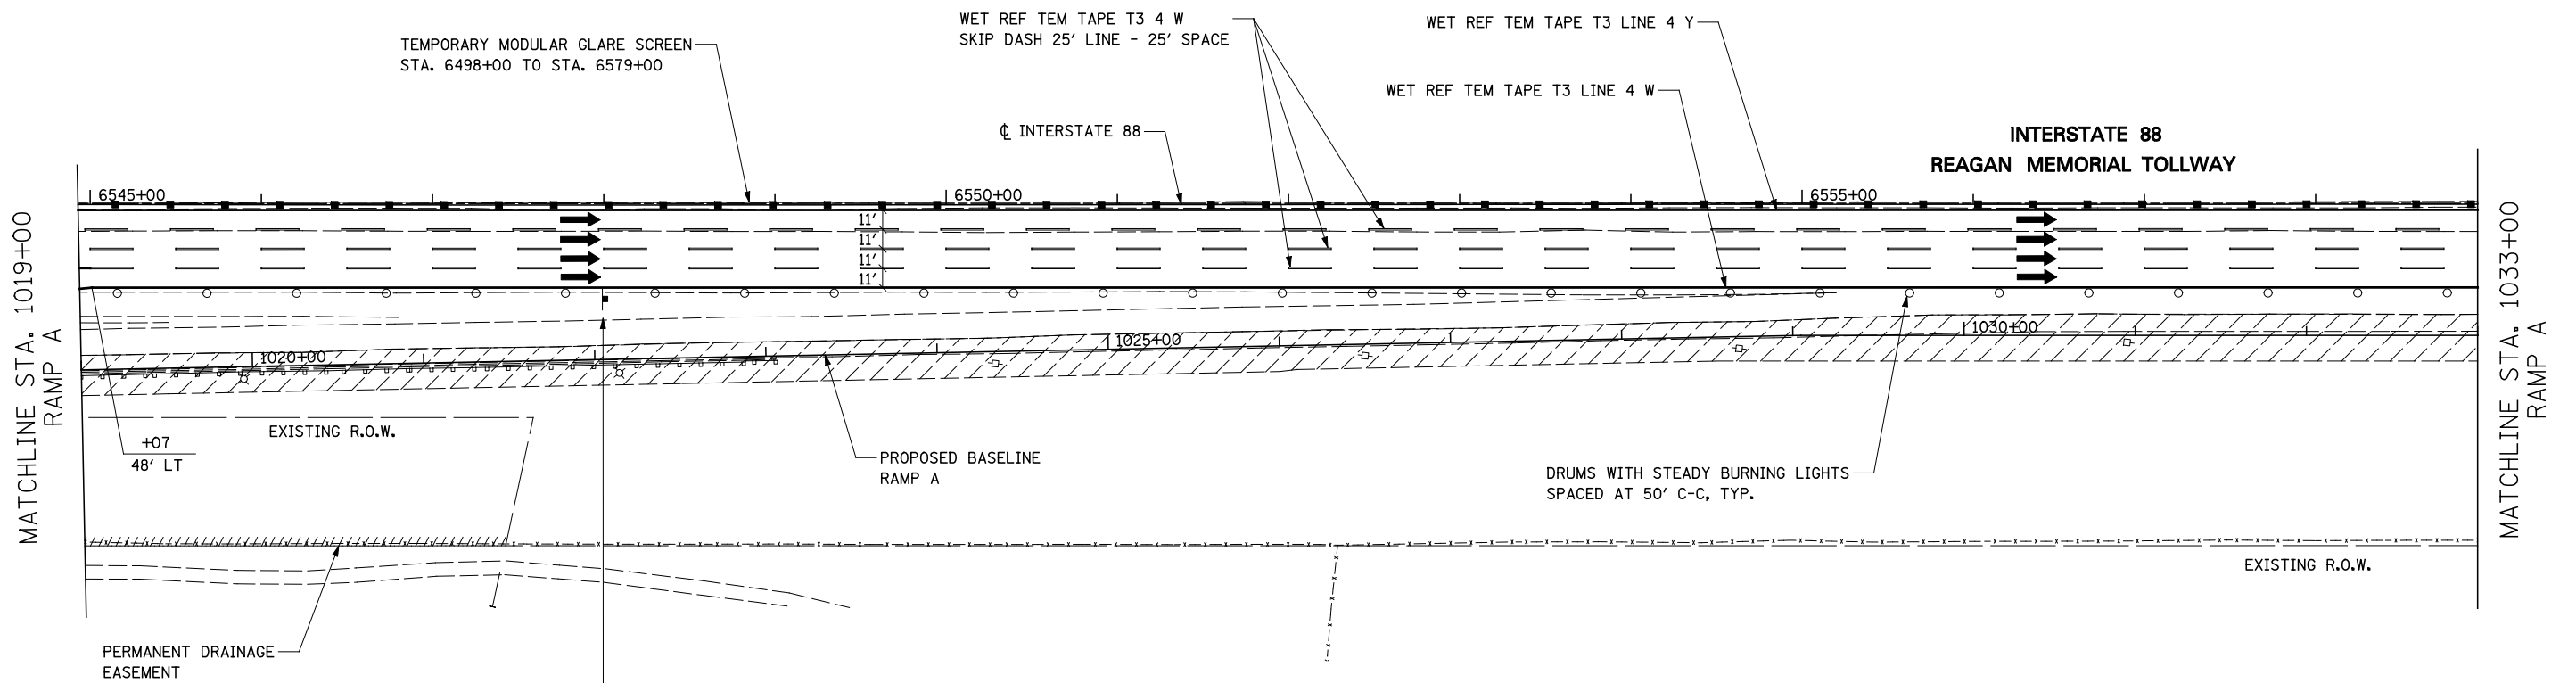 WET REF TEM TAPE T3 4 W
SKIP DASH 25' LINE - 25' SPACE
WET REF TEM TAPE T3 LINE 4 Y
TEMPORARY MODULAR GLARE SCREEN
STA. 6498+00 TO STA. 6579+00
WET REF TEM TAPE T3 LINE 4 W
℄ INTERSTATE 88
INTERSTATE 88
REAGAN MEMORIAL TOLLWAY
6545+00
6550+00
6555+00
11'
11'
11'
11'
MATCHLINE STA. 1019+00
RAMP A
MATCHLINE STA. 1033+00
RAMP A
1020+00
1025+00
1030+00
EXISTING R.O.W.
+07
48' LT
PROPOSED BASELINE
RAMP A
DRUMS WITH STEADY BURNING LIGHTS
SPACED AT 50' C-C, TYP.
EXISTING R.O.W.
PERMANENT DRAINAGE
EASEMENT